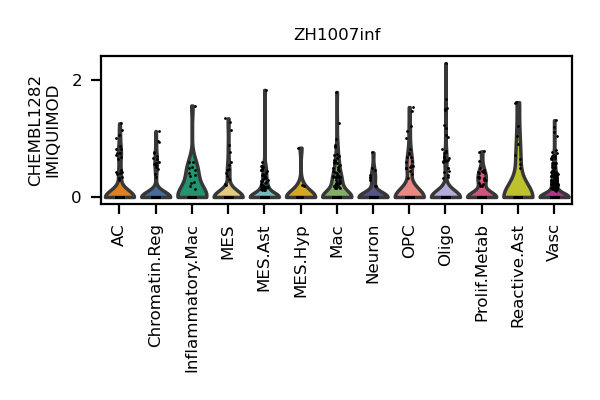 ZH1007inf
CHEMBL1282
IMIQUIMOD
2
0
AC
Chromatin.Reg
Inflammatory.Mac
MES
MES.Ast
MES.Hyp
Mac
Neuron
OPC
Oligo
Prolif.Metab
Reactive.Ast
Vasc